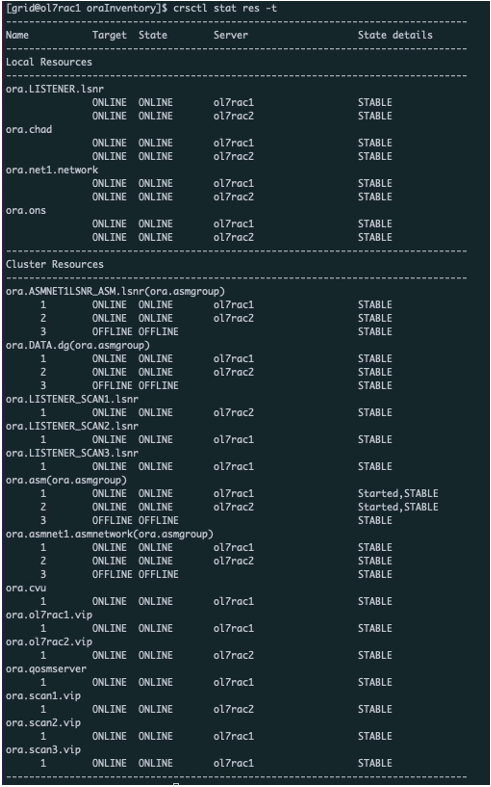 [grid@ol7rac1 oraInventory]$ crsctl stat res -t
--------------------------------------------------------------------------------
Name           Target  State        Server                   State details
--------------------------------------------------------------------------------
Local Resources
--------------------------------------------------------------------------------
ora.LISTENER.lsnr
               ONLINE  ONLINE       ol7rac1                  STABLE
               ONLINE  ONLINE       ol7rac2                  STABLE
ora.chad
               ONLINE  ONLINE       ol7rac1                  STABLE
               ONLINE  ONLINE       ol7rac2                  STABLE
ora.net1.network
               ONLINE  ONLINE       ol7rac1                  STABLE
               ONLINE  ONLINE       ol7rac2                  STABLE
ora.ons
               ONLINE  ONLINE       ol7rac1                  STABLE
               ONLINE  ONLINE       ol7rac2                  STABLE
--------------------------------------------------------------------------------
Cluster Resources
--------------------------------------------------------------------------------
ora.ASMNET1LSNR_ASM.lsnr(ora.asmgroup)
      1        ONLINE  ONLINE       ol7rac1                  STABLE
      2        ONLINE  ONLINE       ol7rac2                  STABLE
      3        OFFLINE OFFLINE                               STABLE
ora.DATA.dg(ora.asmgroup)
      1        ONLINE  ONLINE       ol7rac1                  STABLE
      2        ONLINE  ONLINE       ol7rac2                  STABLE
      3        OFFLINE OFFLINE                               STABLE
ora.LISTENER_SCAN1.lsnr
      1        ONLINE  ONLINE       ol7rac2                  STABLE
ora.LISTENER_SCAN2.lsnr
      1        ONLINE  ONLINE       ol7rac1                  STABLE
ora.LISTENER_SCAN3.lsnr
      1        ONLINE  ONLINE       ol7rac1                  STABLE
ora.asm(ora.asmgroup)
      1        ONLINE  ONLINE       ol7rac1                  Started,STABLE
      2        ONLINE  ONLINE       ol7rac2                  Started,STABLE
      3        OFFLINE OFFLINE                               STABLE
ora.asmnet1.asmnetwork(ora.asmgroup)
      1        ONLINE  ONLINE       ol7rac1                  STABLE
      2        ONLINE  ONLINE       ol7rac2                  STABLE
      3        OFFLINE OFFLINE                               STABLE
ora.cvu
      1        ONLINE  ONLINE       ol7rac1                  STABLE
ora.ol7rac1.vip
      1        ONLINE  ONLINE       ol7rac1                  STABLE
ora.ol7rac2.vip
      1        ONLINE  ONLINE       ol7rac2                  STABLE
ora.qosmserver
      1        ONLINE  ONLINE       ol7rac1                  STABLE
ora.scan1.vip
      1        ONLINE  ONLINE       ol7rac2                  STABLE
ora.scan2.vip
      1        ONLINE  ONLINE       ol7rac1                  STABLE
ora.scan3.vip
      1        ONLINE  ONLINE       ol7rac1                  STABLE
--------------------------------------------------------------------------------